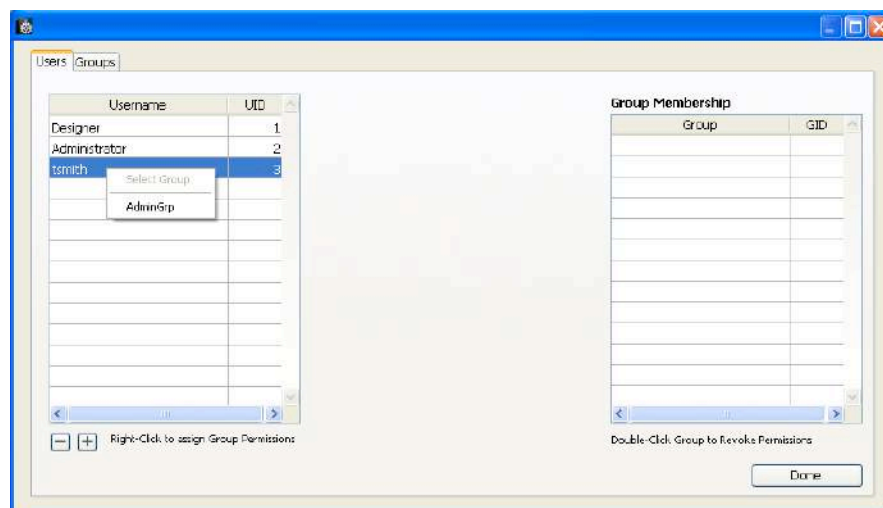 Users Groups
Username UID
Designer 1
Administrator 2
tsmith 3
Select Group
AdminGrp
Right-Click to assign Group Permissions
Group Membership
Group GID
Double-Click Group to Revoke Permissions
Done